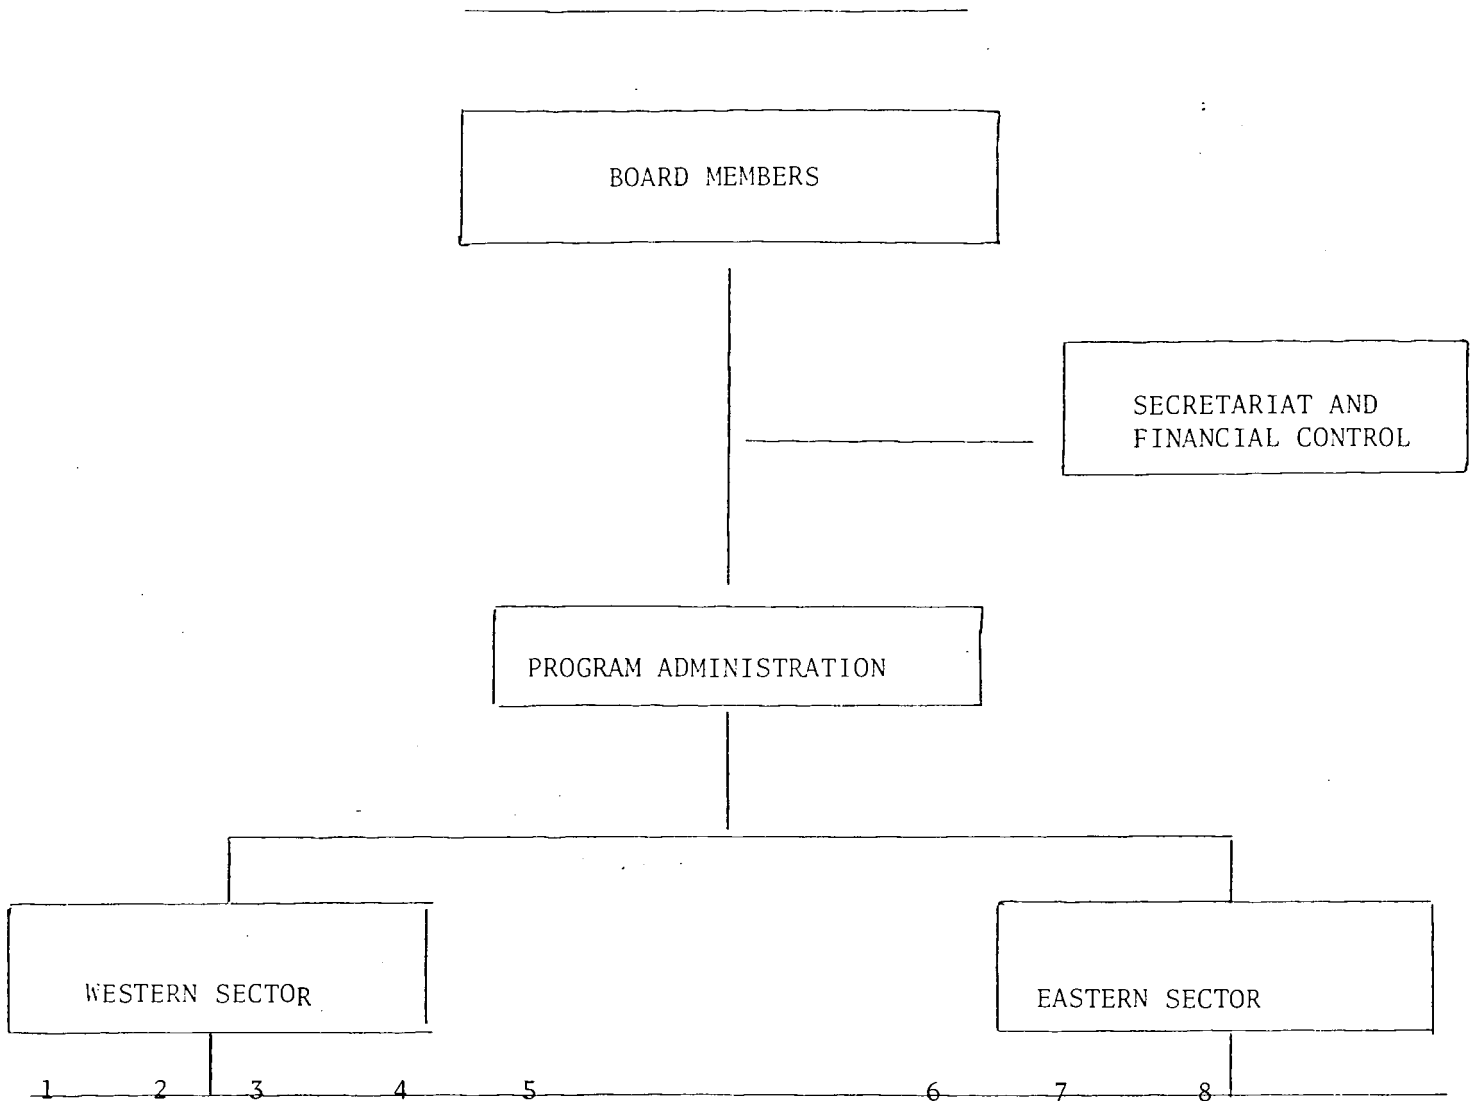 BOARD MEMBERS
SECRETARIAT AND
FINANCIAL CONTROL
PROGRAM ADMINISTRATION
WESTERN SECTOR
EASTERN SECTOR
1 2 3 4 5 6 7 8